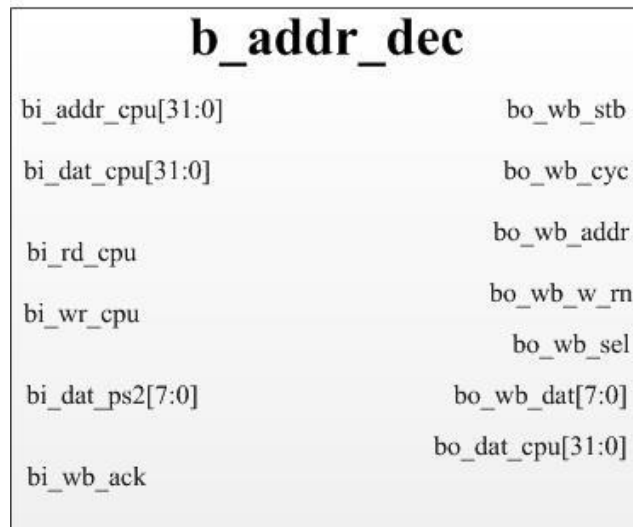 b_addr_dec
bi_addr_cpu[31:0]
bo_wb_stb
bi_dat_cpu[31:0]
bo_wb_cyc
bo_wb_addr
bi_rd_cpu
bo_wb_w_rn
bi_wr_cpu
bo_wb_sel
bi_dat_ps2[7:0]
bo_wb_dat[7:0]
bo_dat_cpu[31:0]
bi_wb_ack